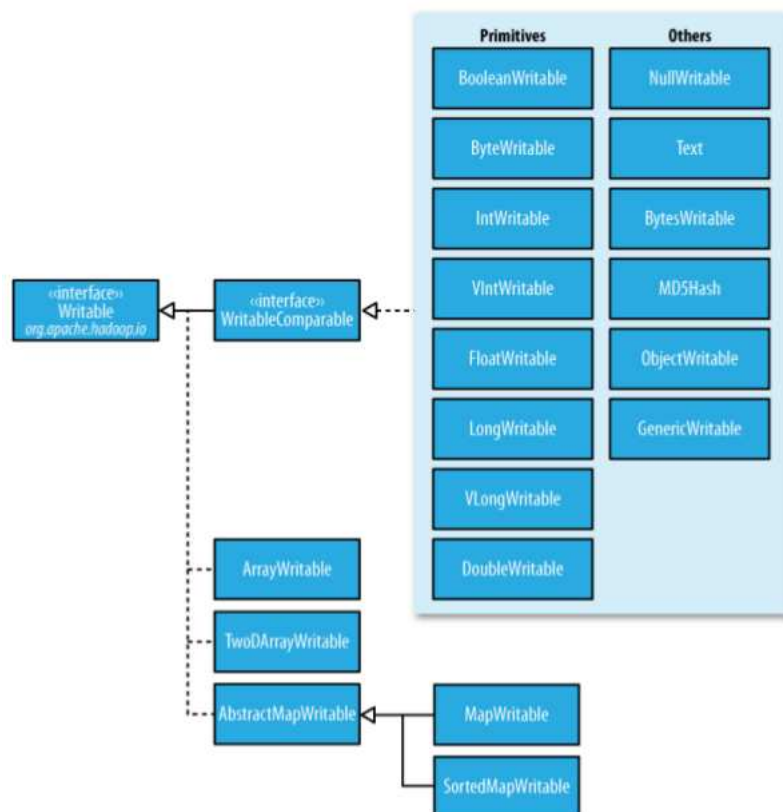 Primitives
Others
BooleanWritable
NullWritable
ByteWritable
Text
IntWritable
BytesWritable
«interface»
Writable
org.apache.hadoop.io
«interface»
WritableComparable
VIntWritable
MD5Hash
FloatWritable
ObjectWritable
LongWritable
GenericWritable
VLongWritable
DoubleWritable
ArrayWritable
TwoDArrayWritable
AbstractMapWritable
MapWritable
SortedMapWritable